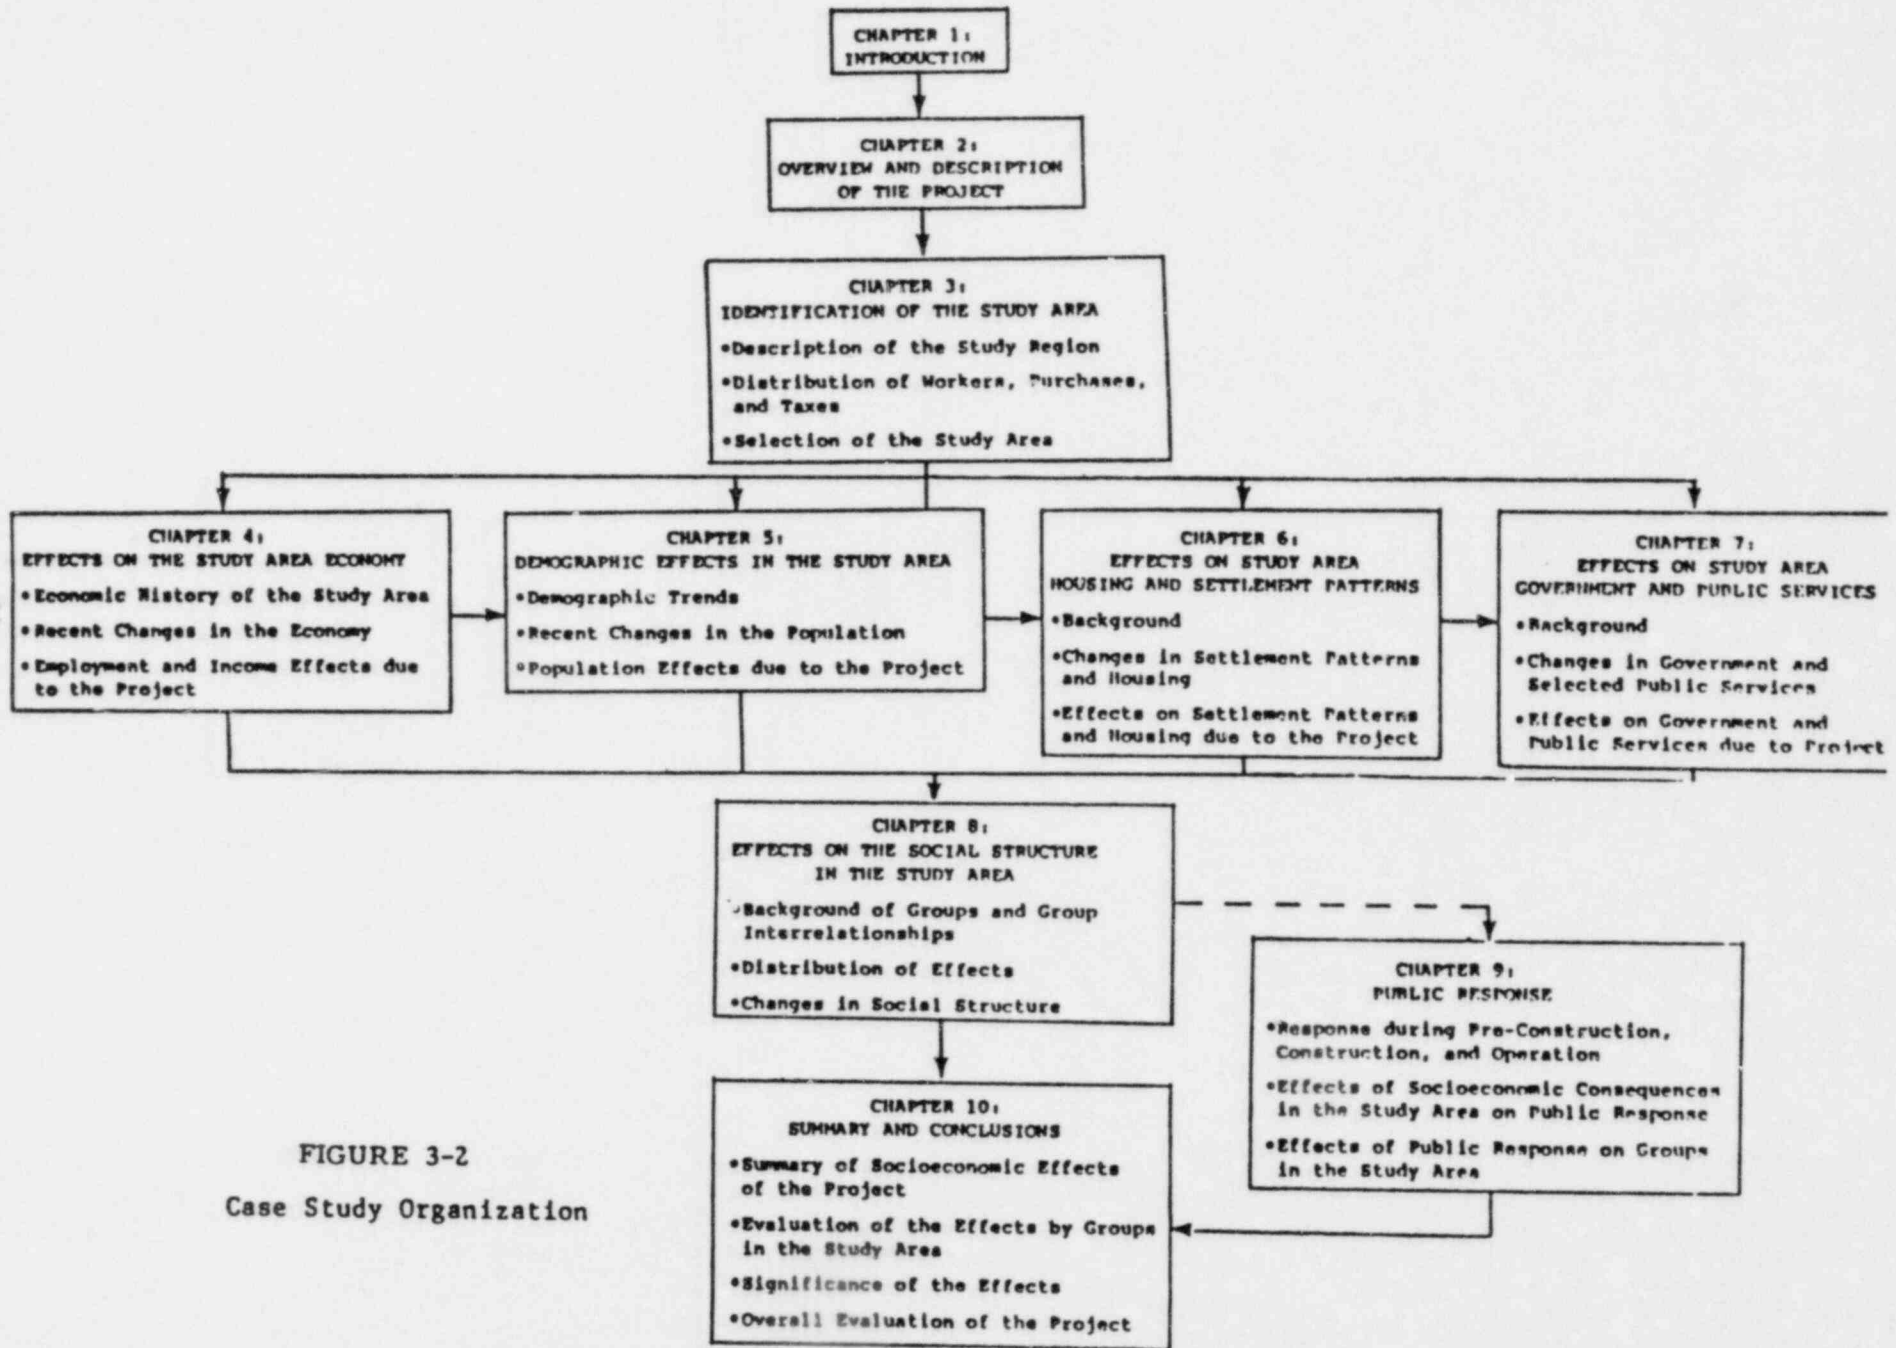 CHAPTER 1:
INTRODUCTION
CHAPTER 2:
OVERVIEW AND DESCRIPTION
OF THE PROJECT
CHAPTER 3:
IDENTIFICATION OF THE STUDY AREA
•Description of the Study Region
•Distribution of Workers, Purchases,
and Taxes
•Selection of the Study Area
CHAPTER 4:
EFFECTS ON THE STUDY AREA ECONOMY
•Economic History of the Study Area
•Recent Changes in the Economy
•Employment and Income Effects due
to the Project
CHAPTER 5:
DEMOGRAPHIC EFFECTS IN THE STUDY AREA
•Demographic Trends
•Recent Changes in the Population
•Population Effects due to the Project
CHAPTER 6:
EFFECTS ON STUDY AREA
HOUSING AND SETTLEMENT PATTERNS
•Background
•Changes in Settlement Patterns
and Housing
•Effects on Settlement Patterns
and Housing due to the Project
CHAPTER 7:
EFFECTS ON STUDY AREA
GOVERNMENT AND PUBLIC SERVICES
•Background
•Changes in Government and
Selected Public Services
•Effects on Government and
Public Services due to Project
CHAPTER 8:
EFFECTS ON THE SOCIAL STRUCTURE
IN THE STUDY AREA
•Background of Groups and Group
Interrelationships
•Distribution of Effects
•Changes in Social Structure
CHAPTER 9:
PUBLIC RESPONSE
•Response during Pre-Construction,
Construction, and Operation
•Effects of Socioeconomic Consequences
in the Study Area on Public Response
•Effects of Public Response on Groups
in the Study Area
CHAPTER 10:
SUMMARY AND CONCLUSIONS
•Summary of Socioeconomic Effects
of the Project
•Evaluation of the Effects by Groups
in the Study Area
•Significance of the Effects
•Overall Evaluation of the Project
FIGURE 3-2
Case Study Organization